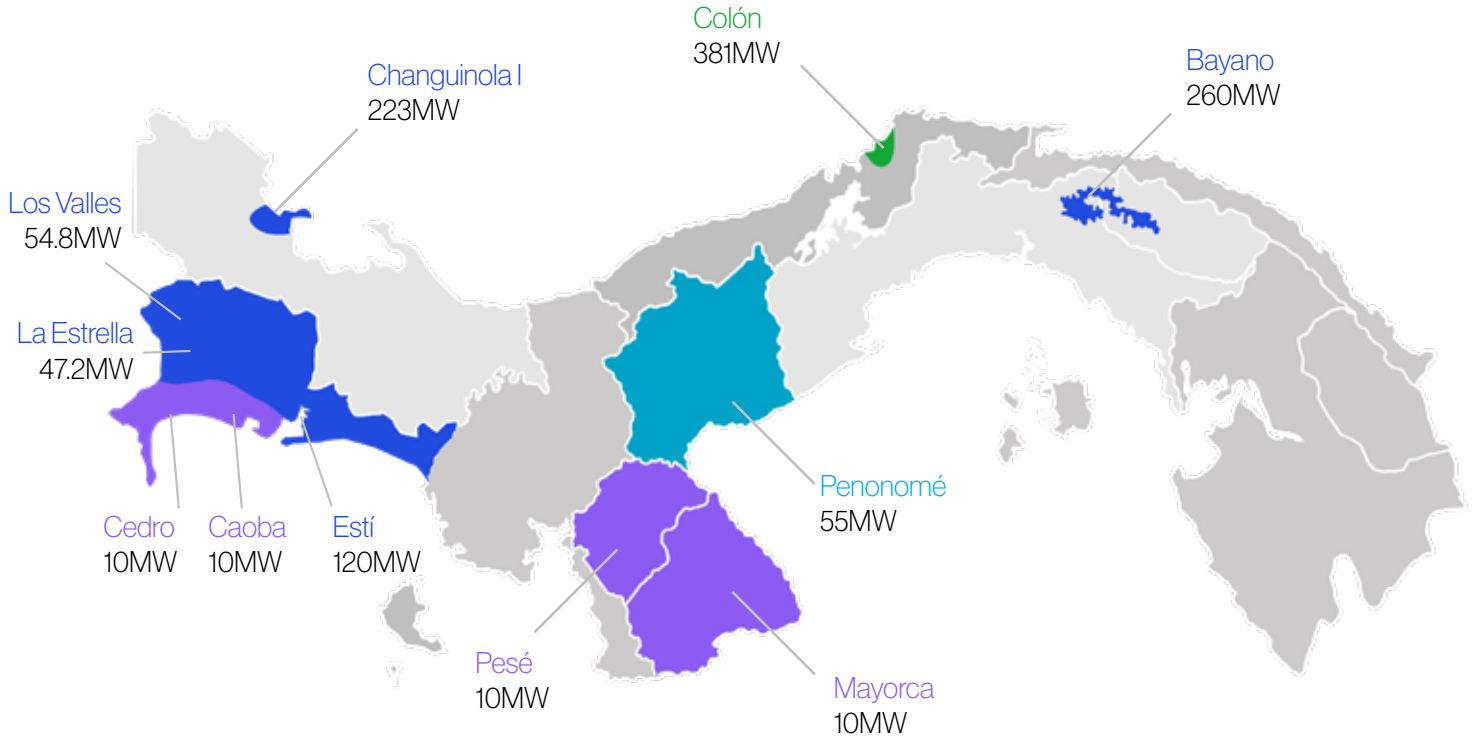 Colón
381MW
Changuinola I
223MW
Bayano
260MW
Los Valles
54.8MW
La Estrella
47.2MW
Cedro
10MW
Caoba
10MW
Estí
120MW
Penonomé
55MW
Pesé
10MW
Mayorca
10MW